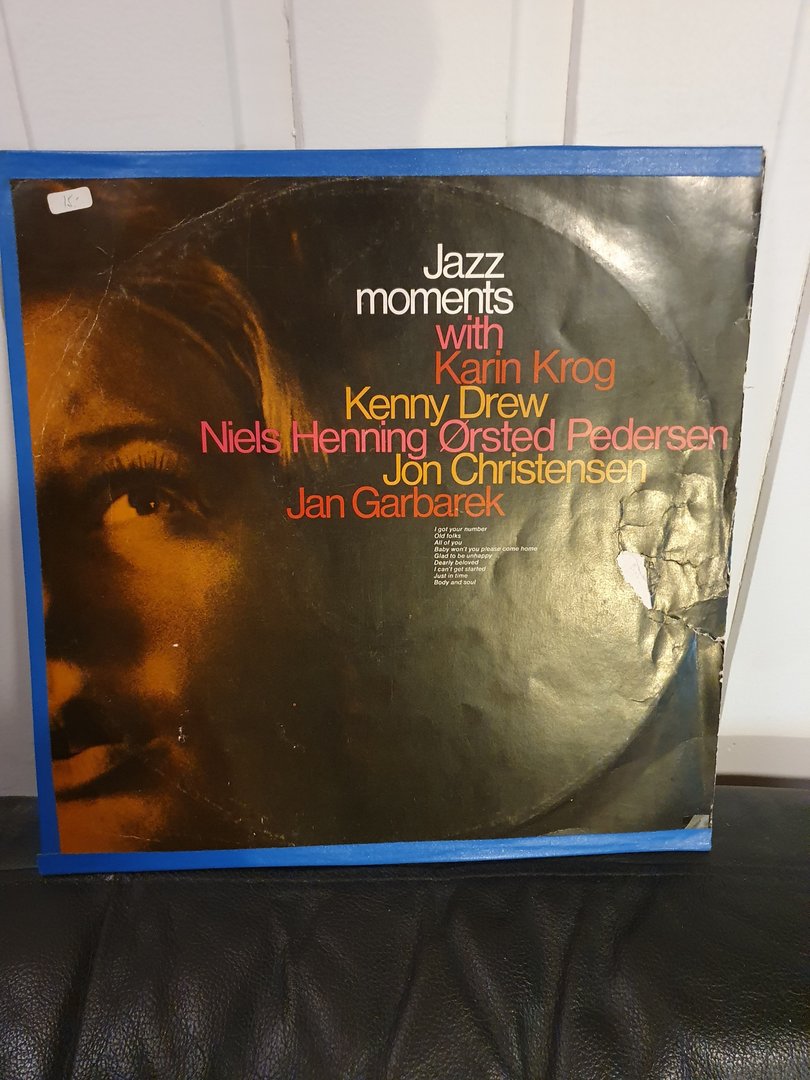 15.-
Jazz
moments
with
Karin Krog
Kenny Drew
Niels Henning Ørsted Pedersen
Jon Christensen
Jan Garbarek
I got your number
Old folks
All of you
Baby won't you please come home
Glad to be unhappy
Dearly beloved
I can't get started
Just in time
Body and soul